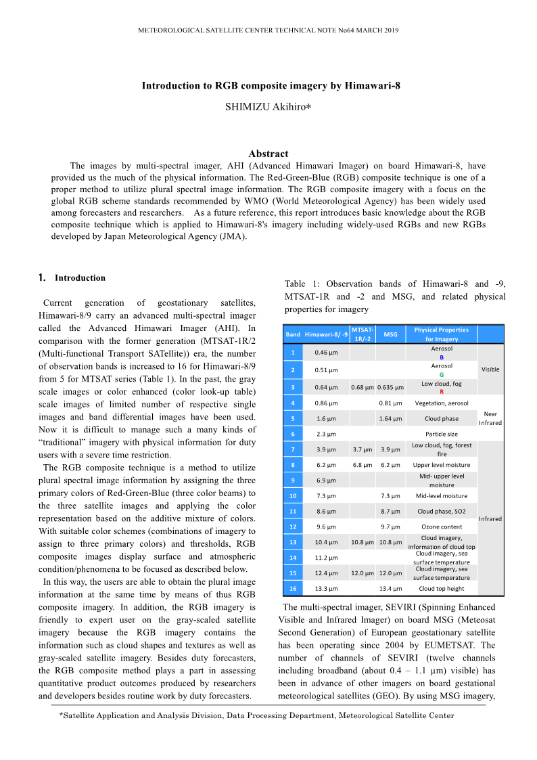 METEOROLOGICAL SATELLITE CENTER TECHNICAL NOTE No64 MARCH 2019
Introduction to RGB composite imagery by Himawari-8
SHIMIZU Akihiro*
Abstract
The images by multi-spectral imager, AHI (Advanced Himawari Imager) on board Himawari-8, have
provided us the much of the physical information. The Red-Green-Blue (RGB) composite technique is one of a
proper method to utilize plural spectral image information. The RGB composite imagery with a focus on the
global RGB scheme standards recommended by WMO (World Meteorological Agency) has been widely used
among forecasters and researchers. As a future reference, this report introduces basic knowledge about the RGB
composite technique which is applied to Himawari-8's imagery including widely-used RGBs and new RGBs
developed by Japan Meteorological Agency (JMA).
1. Introduction
Current generation of geostationary satellites,
Himawari-8/9 carry an advanced multi-spectral imager
called the Advanced Himawari Imager (AHI). In
comparison with the former generation (MTSAT-1R/2
(Multi-functional Transport SATellite)) era, the number
of observation bands is increased to 16 for Himawari-8/9
from 5 for MTSAT series (Table 1). In the past, the gray
scale images or color enhanced (color look-up table)
scale images of limited number of respective single
images and band differential images have been used.
Now it is difficult to manage such a many kinds of
“traditional” imagery with physical information for duty
users with a severe time restriction.
The RGB composite technique is a method to utilize
plural spectral image information by assigning the three
primary colors of Red-Green-Blue (three color beams) to
the three satellite images and applying the color
representation based on the additive mixture of colors.
With suitable color schemes (combinations of imagery to
assign to three primary colors) and thresholds, RGB
composite images display surface and atmospheric
condition/phenomena to be focused as described below.
In this way, the users are able to obtain the plural image
information at the same time by means of thus RGB
composite imagery. In addition, the RGB imagery is
friendly to expert user on the gray-scaled satellite
imagery because the RGB imagery contains the
information such as cloud shapes and textures as well as
gray-scaled satellite imagery. Besides duty forecasters,
the RGB composite method plays a part in assessing
quantitative product outcomes produced by researchers
and developers besides routine work by duty forecasters.
Table 1: Observation bands of Himawari-8 and -9,
MTSAT-1R and -2 and MSG, and related physical
properties for imagery
Band Himawari-8/ -9 MTSAT-1R/-2 MSG Physical Properties for Imagery
1 0.46 μm Aerosol B
2 0.51 μm Aerosol G Visible
3 0.64 μm 0.68 μm 0.635 μm Low cloud, fog R
4 0.86 μm 0.81 μm Vegetation, aerosol
5 1.6 μm 1.64 μm Cloud phase Near Infrared
6 2.3 μm Particle size
7 3.9 μm 3.7 μm 3.9 μm Low cloud, fog, forest fire
8 6.2 μm 6.8 μm 6.2 μm Upper level moisture
9 6.9 μm Mid- upper level moisture
10 7.3 μm 7.3 μm Mid-level moisture
11 8.6 μm 8.7 μm Cloud phase, SO2
12 9.6 μm 9.7 μm Ozone content Infrared
13 10.4 μm 10.8 μm 10.8 μm Cloud imagery, information of cloud top
14 11.2 μm Cloud imagery, sea surface temperature
15 12.4 μm 12.0 μm 12.0 μm Cloud imagery, sea surface temperature
16 13.3 μm 13.4 μm Cloud top height
The multi-spectral imager, SEVIRI (Spinning Enhanced
Visible and Infrared Imager) on board MSG (Meteosat
Second Generation) of European geostationary satellite
has been operating since 2004 by EUMETSAT. The
number of channels of SEVIRI (twelve channels
including broadband (about 0.4 – 1.1 μm) visible) has
been in advance of other imagers on board gestational
meteorological satellites (GEO). By using MSG imagery,
*Satellite Application and Analysis Division, Data Processing Department, Meteorological Satellite Center